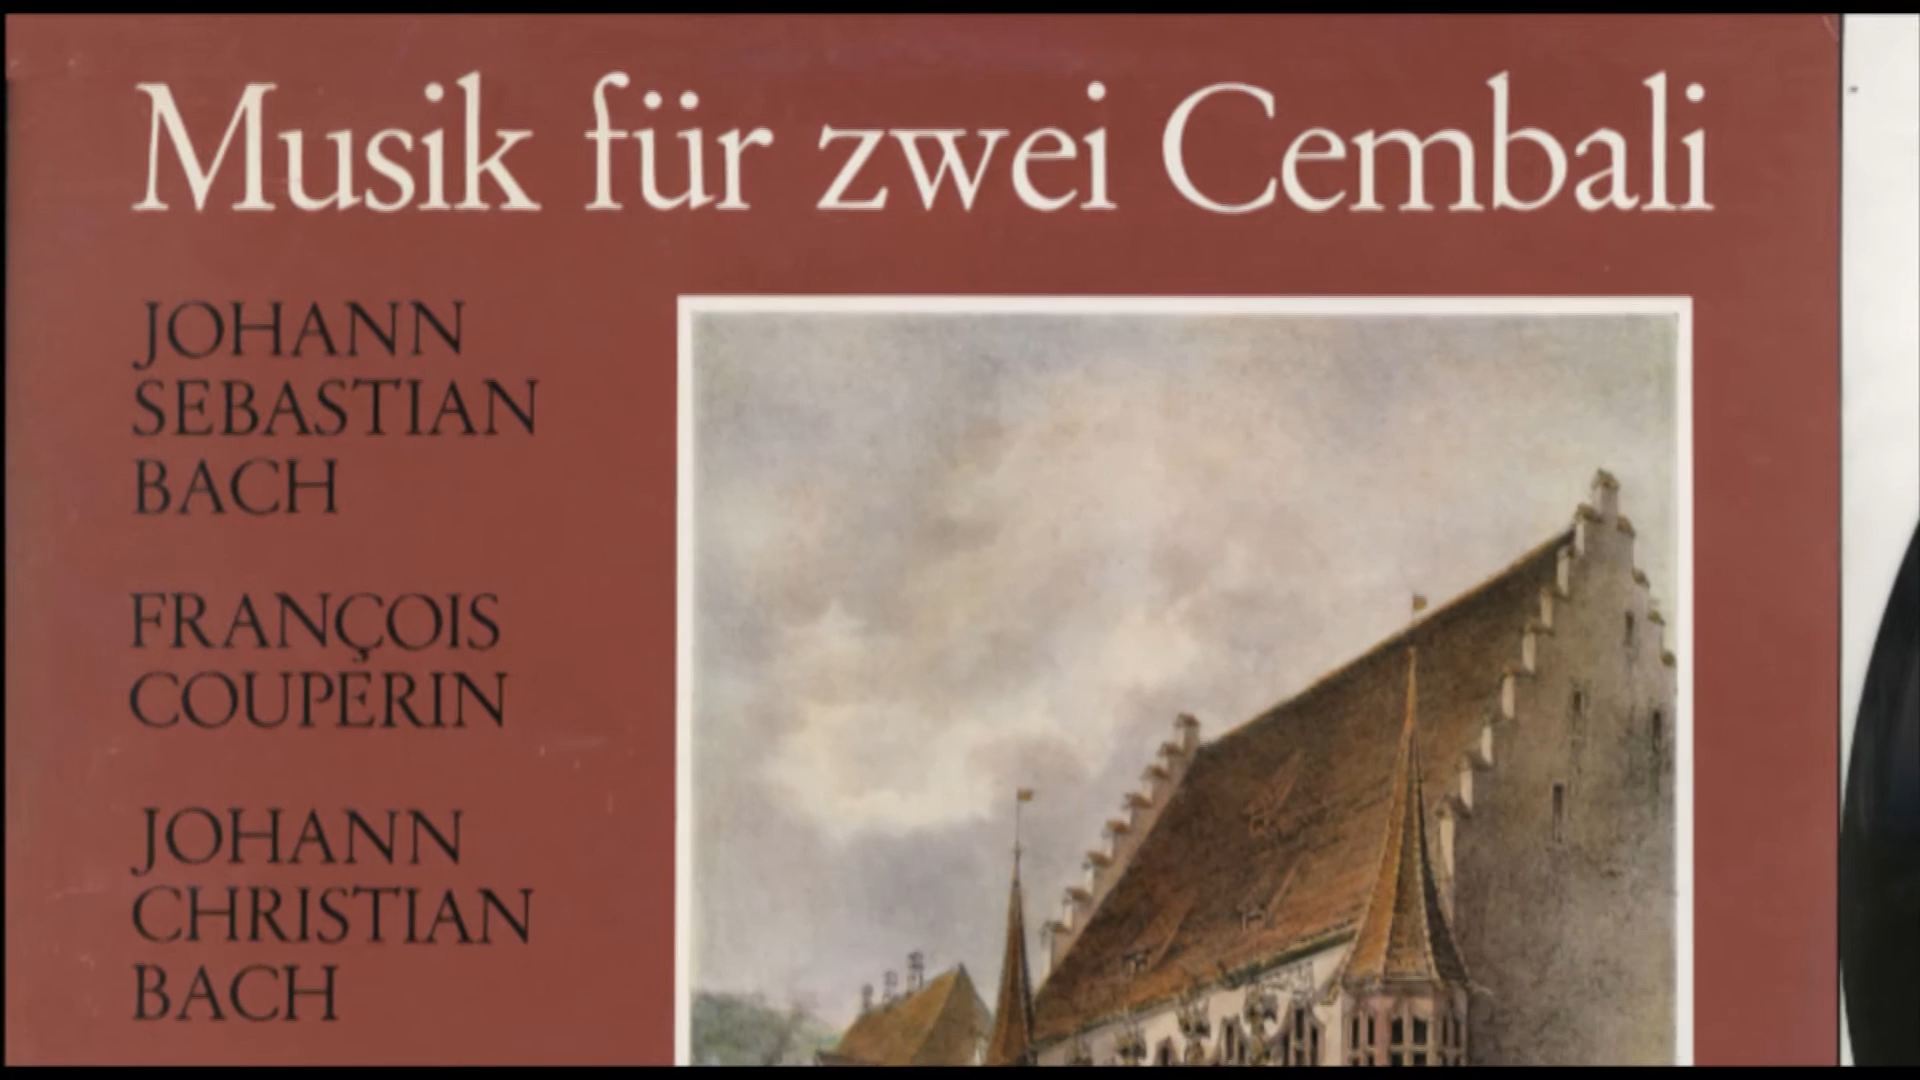 Musik für zwei Cembali
JOHANN
SEBASTIAN
BACH
FRANÇOIS
COUPERIN
JOHANN
CHRISTIAN
BACH